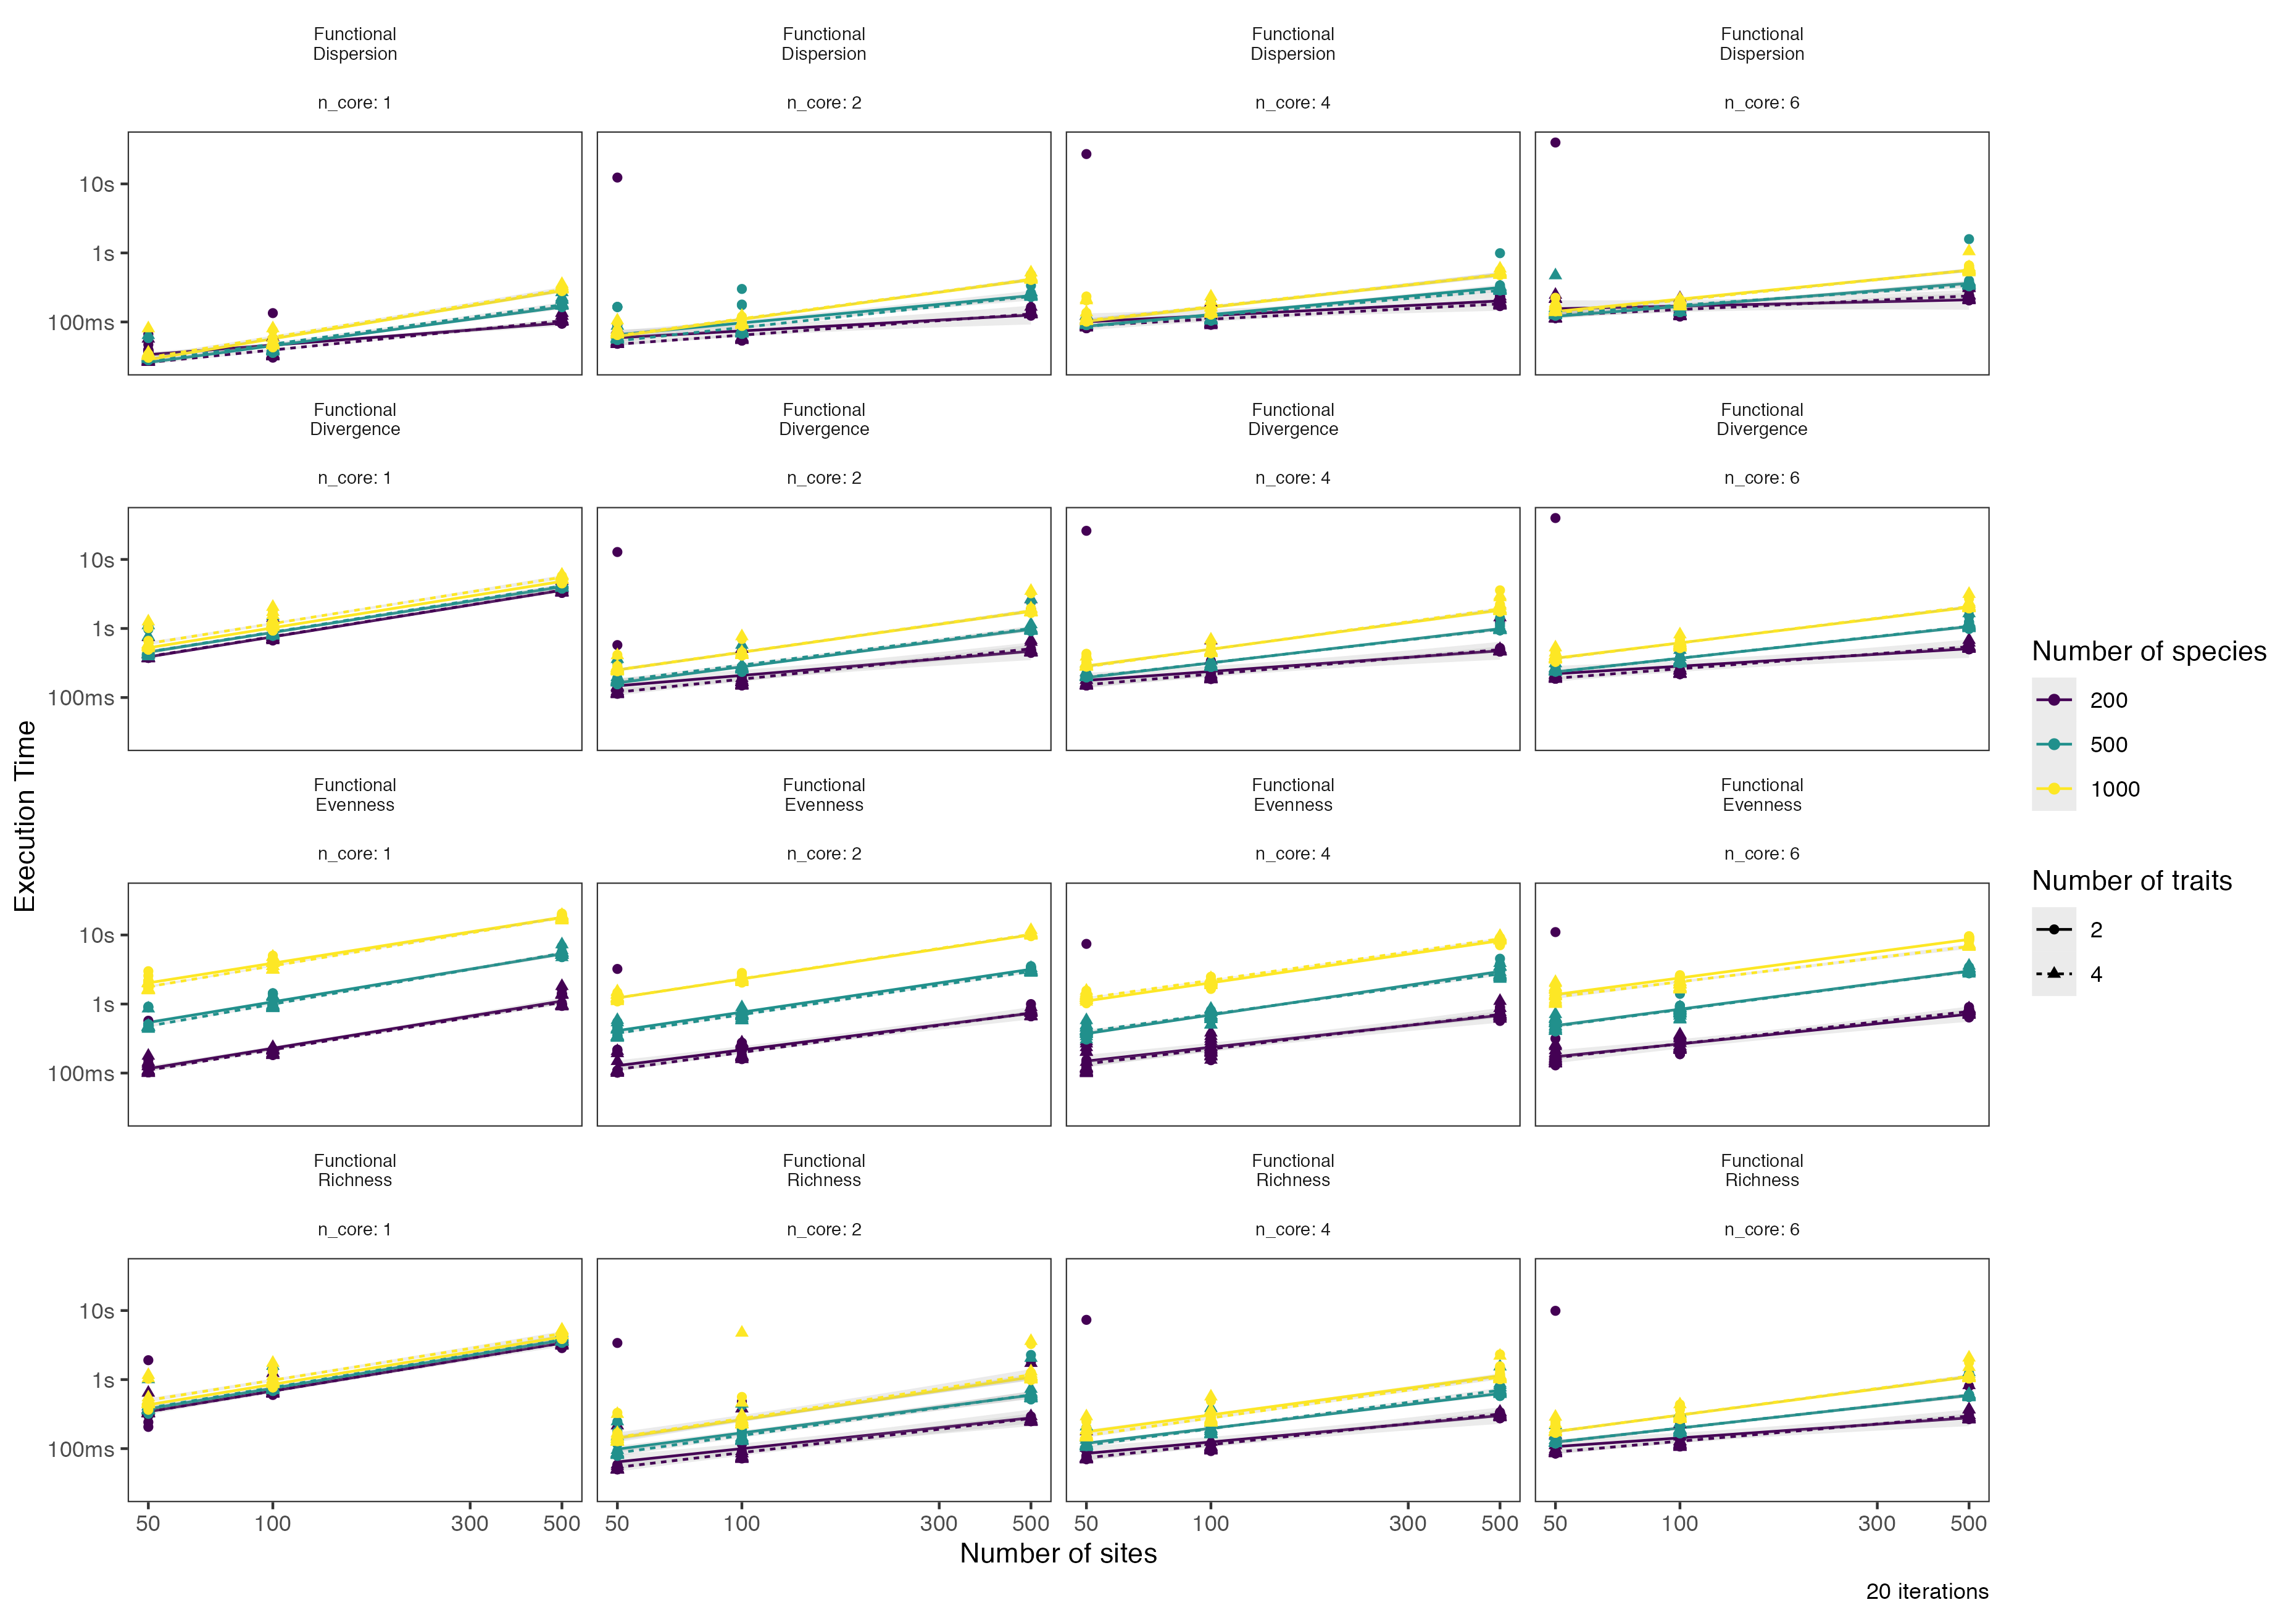 Functional
Dispersion
n_core: 1
Functional
Dispersion
n_core: 2
Functional
Dispersion
n_core: 4
Functional
Dispersion
n_core: 6
10s
1s
100ms
Functional
Divergence
n_core: 1
Functional
Divergence
n_core: 2
Functional
Divergence
n_core: 4
Functional
Divergence
n_core: 6
10s
1s
100ms
Functional
Evenness
n_core: 1
Functional
Evenness
n_core: 2
Functional
Evenness
n_core: 4
Functional
Evenness
n_core: 6
10s
1s
100ms
Functional
Richness
n_core: 1
Functional
Richness
n_core: 2
Functional
Richness
n_core: 4
Functional
Richness
n_core: 6
10s
1s
100ms
50 100 300 500
50 100 300 500
50 100 300 500
50 100 300 500
Number of sites
Execution Time
Number of species
200
500
1000
Number of traits
2
4
20 iterations